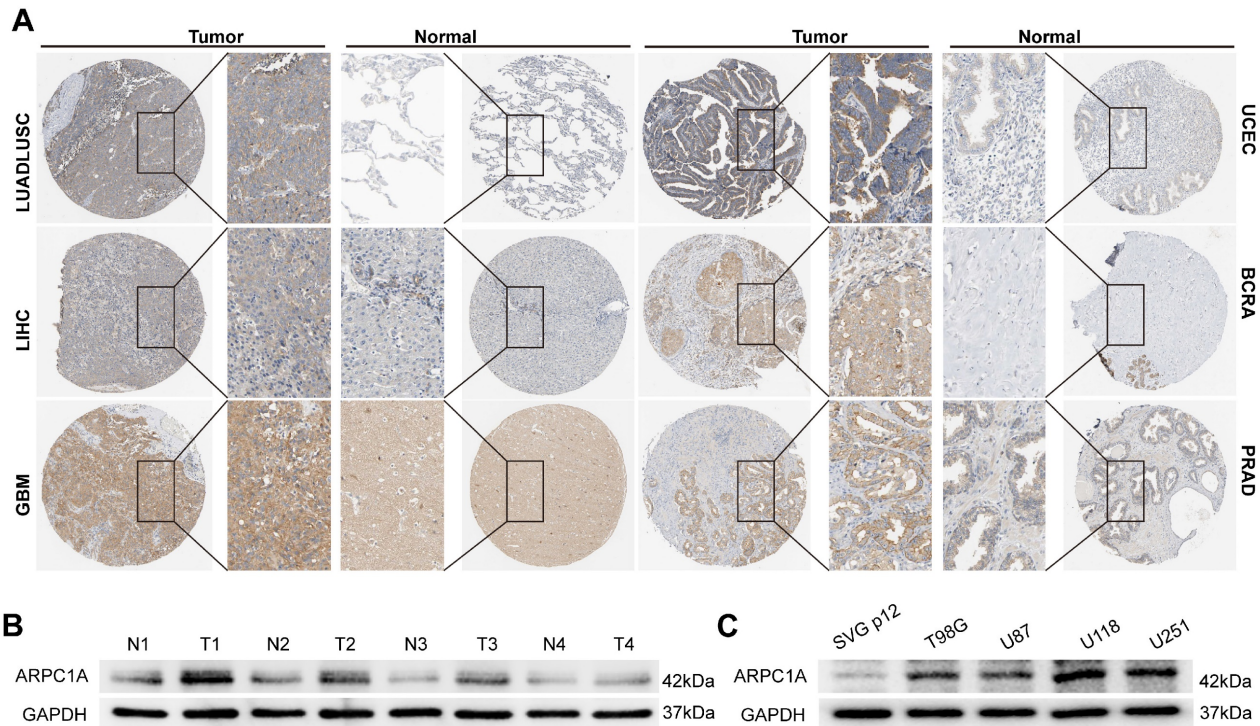 A
Tumor Normal Tumor Normal
LUADLUSC UCEC
LIHC BCRA
GBM PRAD
B
N1 T1 N2 T2 N3 T3 N4 T4
ARPC1A 42kDa
GAPDH 37kDa
C
SVG p12 T98G U87 U118 U251
ARPC1A 42kDa
GAPDH 37kDa